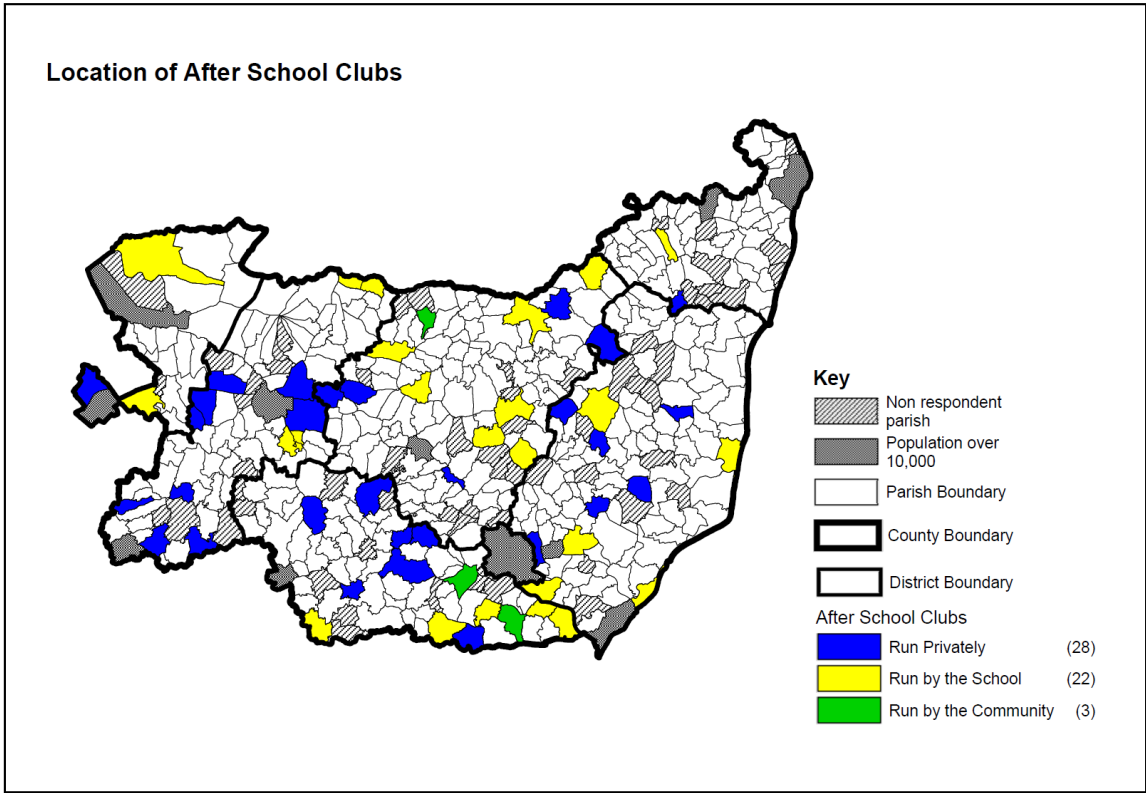 Location of After School Clubs
Key
Non respondent
parish
Population over
10,000
Parish Boundary
County Boundary
District Boundary
After School Clubs
Run Privately (28)
Run by the School (22)
Run by the Community (3)